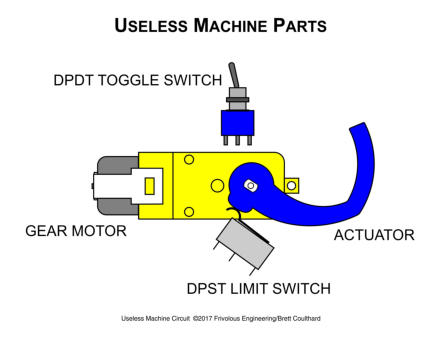 USELESS MACHINE PARTS
DPDT TOGGLE SWITCH
GEAR MOTOR
ACTUATOR
DPST LIMIT SWITCH
Useless Machine Circuit ©2017 Frivolous Engineering/Brett Coulthard